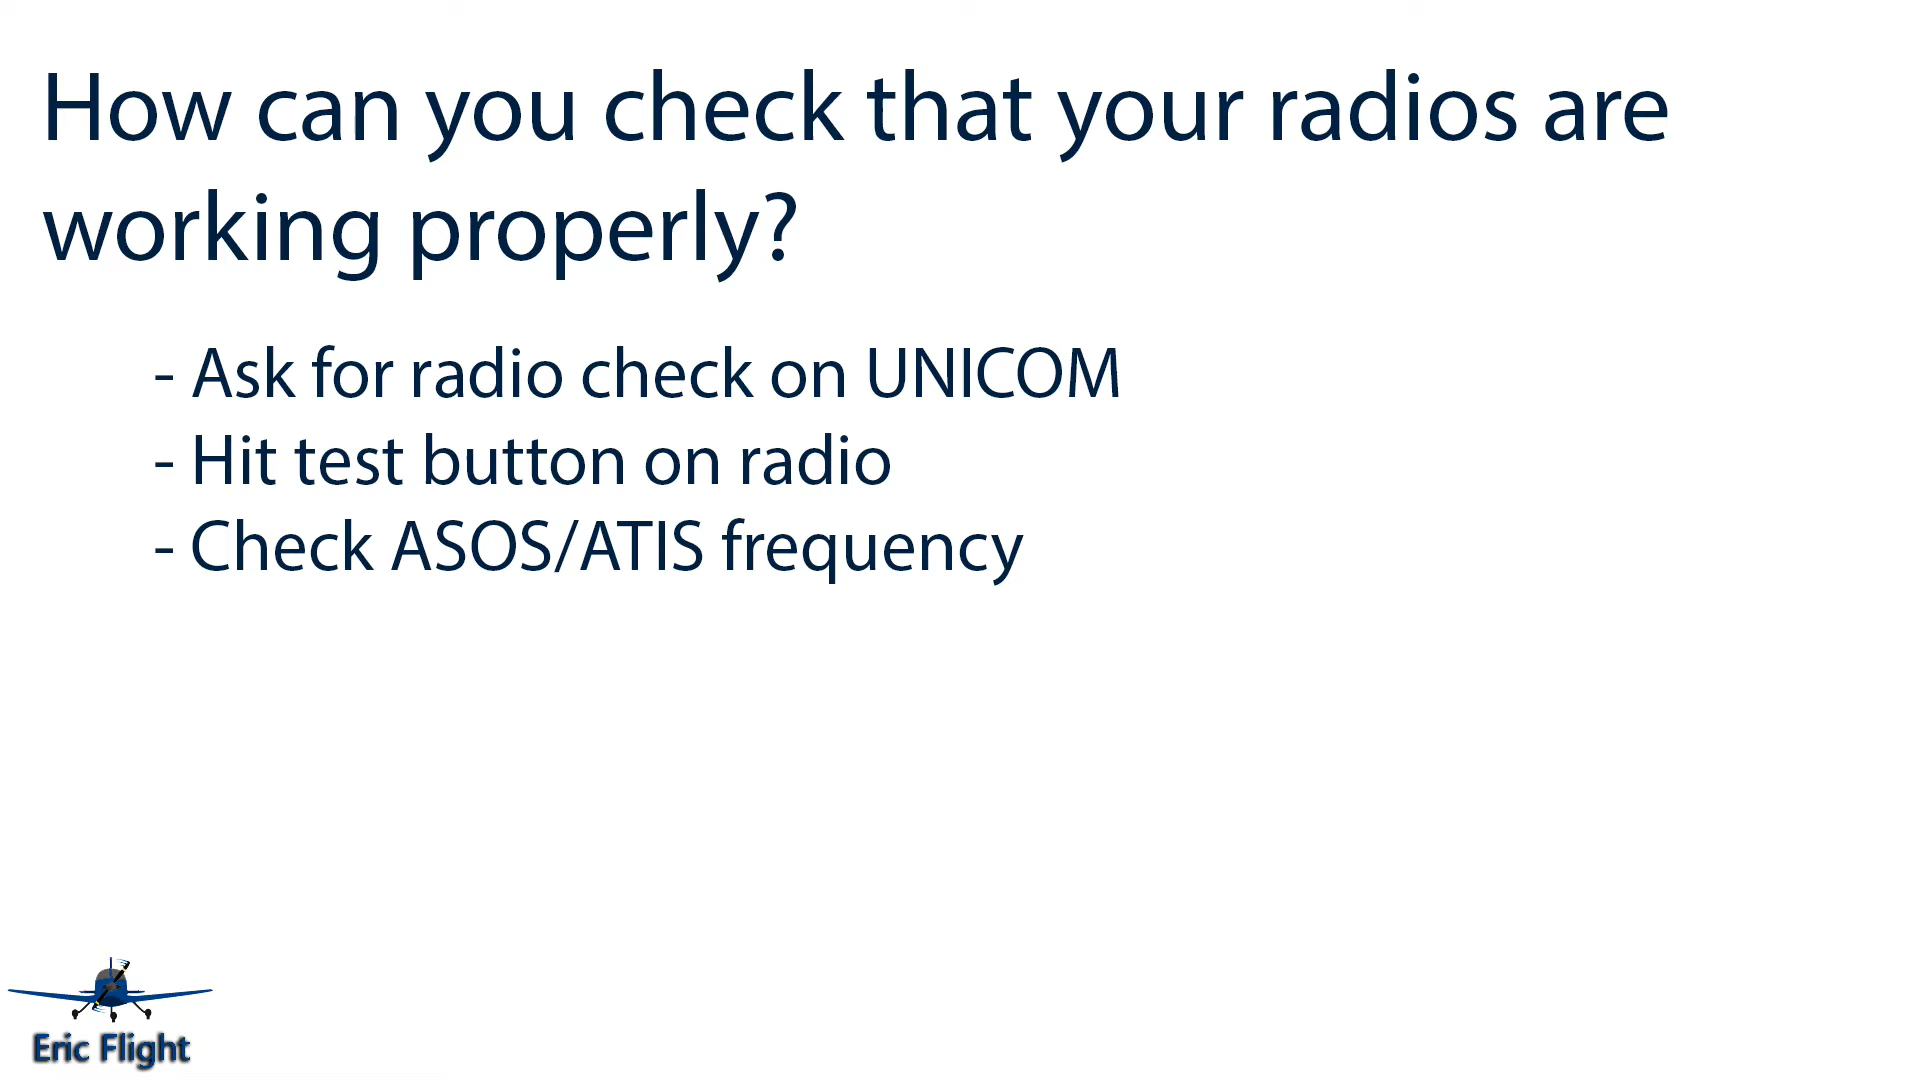 How can you check that your radios are
working properly?
- Ask for radio check on UNICOM
- Hit test button on radio
- Check ASOS/ATIS frequency
Eric Flight